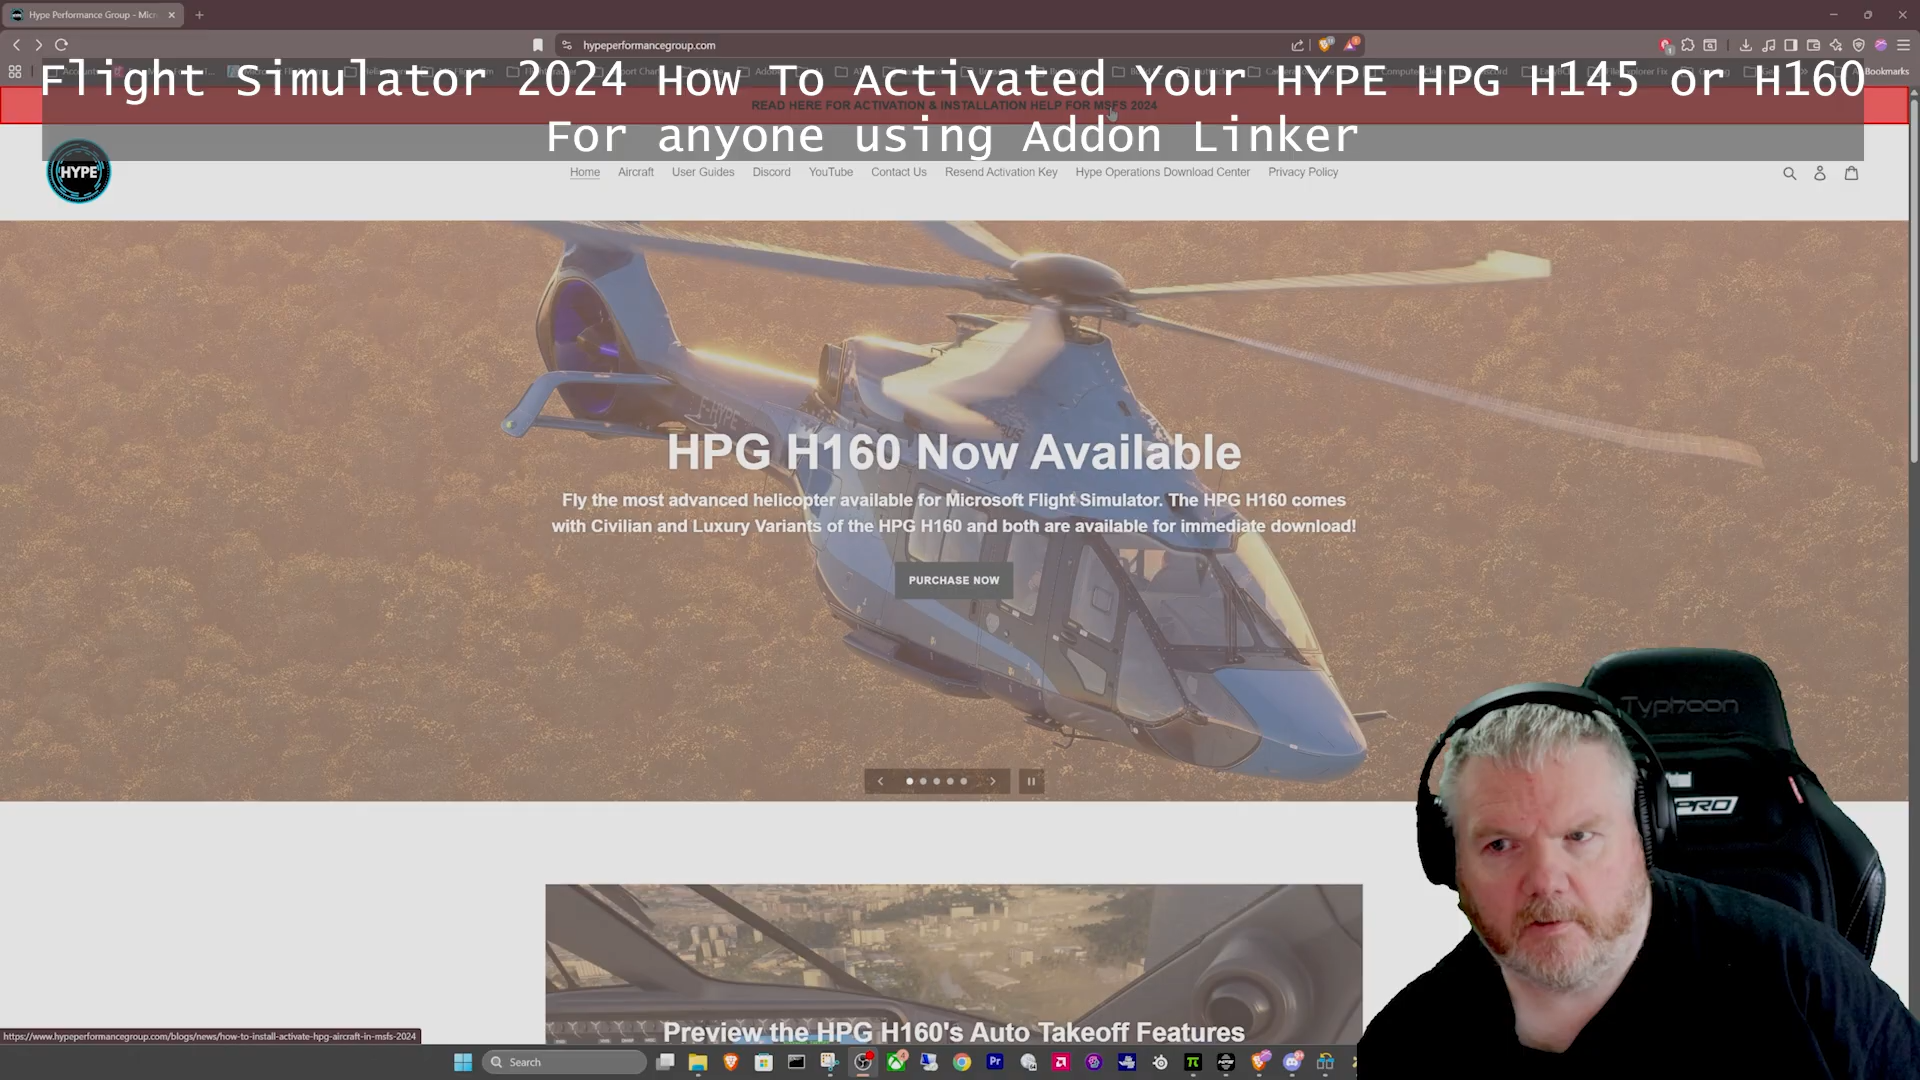 Hype Performance Group - Micr
hypeperformancegroup.com
Bookmarks
Flight Simulator 2024 How To Activated Your HYPE HPG H145 or H160
READ HERE FOR ACTIVATION & INSTALLATION HELP FOR MSFS 2024
For anyone using Addon Linker
HYPE
Home Aircraft User Guides Discord YouTube Contact Us Resend Activation Key Hype Operations Download Center Privacy Policy
F-HYPE
HPG H160 Now Available
Fly the most advanced helicopter available for Microsoft Flight Simulator. The HPG H160 comes
with Civilian and Luxury Variants of the HPG H160 and both are available for immediate download!
PURCHASE NOW
Typhoon
PRO
Preview the HPG H160's Auto Takeoff Features
https://www.hypeperformancegroup.com/blogs/news/how-to-install-activate-hpg-aircraft-in-msfs-2024
Search
Pr